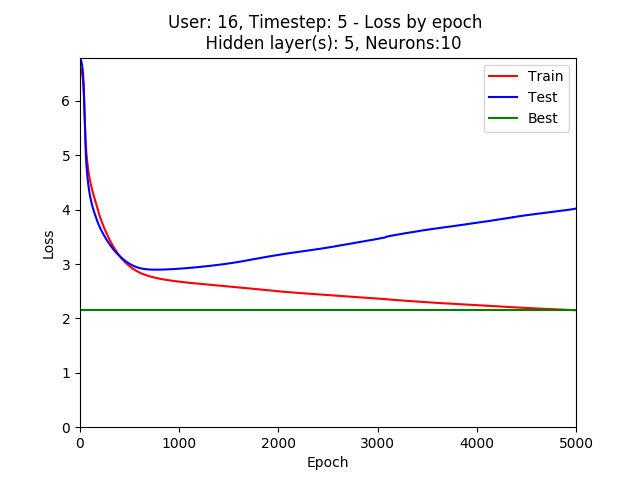 User: 16, Timestep: 5 - Loss by epoch
Hidden layer(s): 5, Neurons:10
Train
Test
Best
6
5
4
3
2
1
0
Loss
0 1000 2000 3000 4000 5000
Epoch